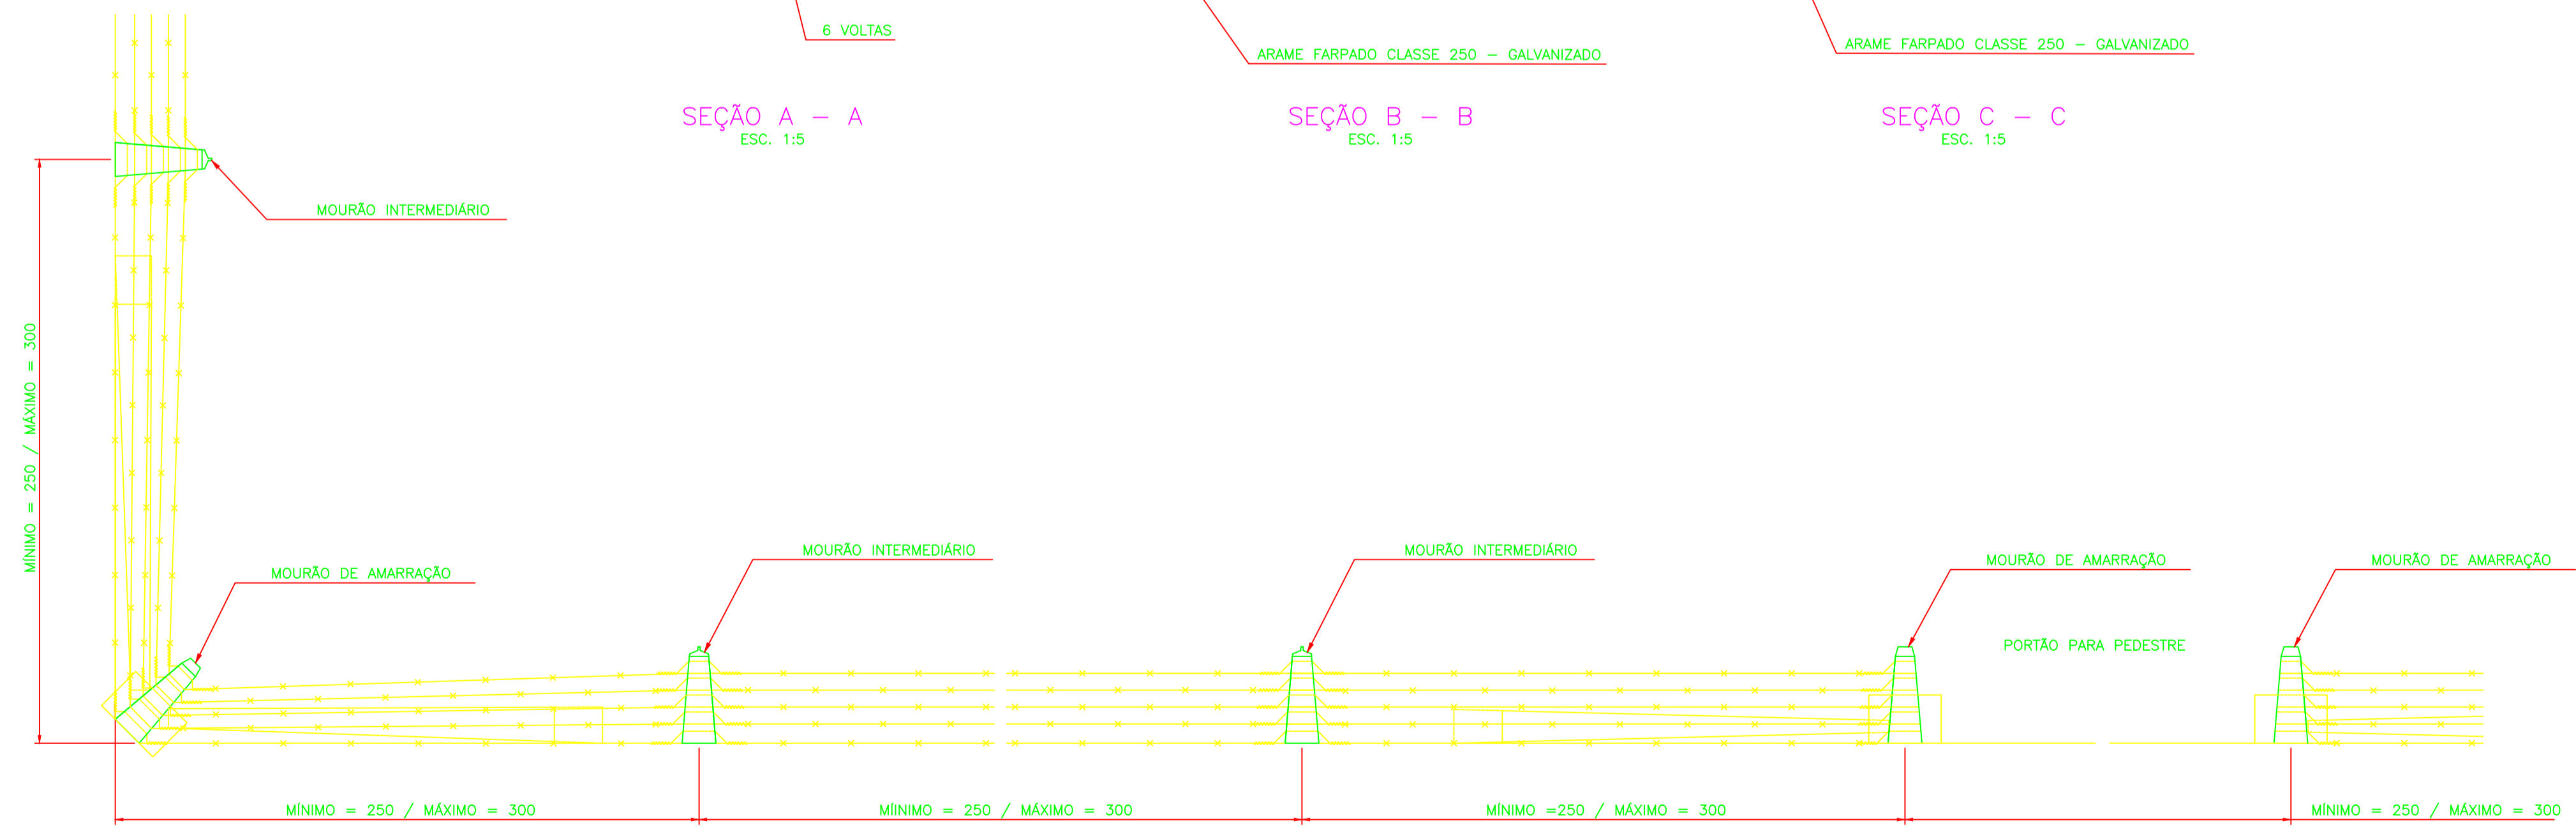 6 VOLTAS
ARAME FARPADO CLASSE 250 - GALVANIZADO
ARAME FARPADO CLASSE 250 - GALVANIZADO
SEÇÃO A - A
ESC. 1:5
SEÇÃO B - B
ESC. 1:5
SEÇÃO C - C
ESC. 1:5
MOURÃO INTERMEDIÁRIO
MÍNIMO = 250 / MÁXIMO = 300
MOURÃO DE AMARRAÇÃO
MOURÃO INTERMEDIÁRIO
MOURÃO INTERMEDIÁRIO
MOURÃO DE AMARRAÇÃO
MOURÃO DE AMARRAÇÃO
PORTÃO PARA PEDESTRE
MÍNIMO = 250 / MÁXIMO = 300
MÍINIMO = 250 / MÁXIMO = 300
MÍNIMO =250 / MÁXIMO = 300
MÍNIMO = 250 / MÁXIMO = 300